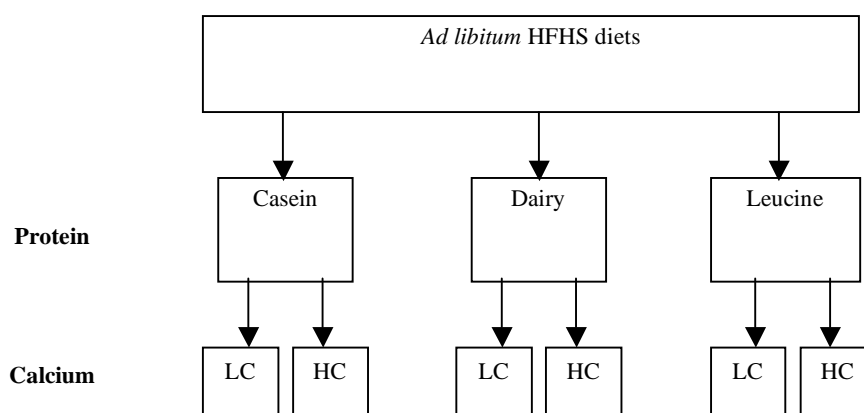 Ad libitum HFHS diets
Casein Dairy Leucine
Protein
LC HC LC HC LC HC
Calcium